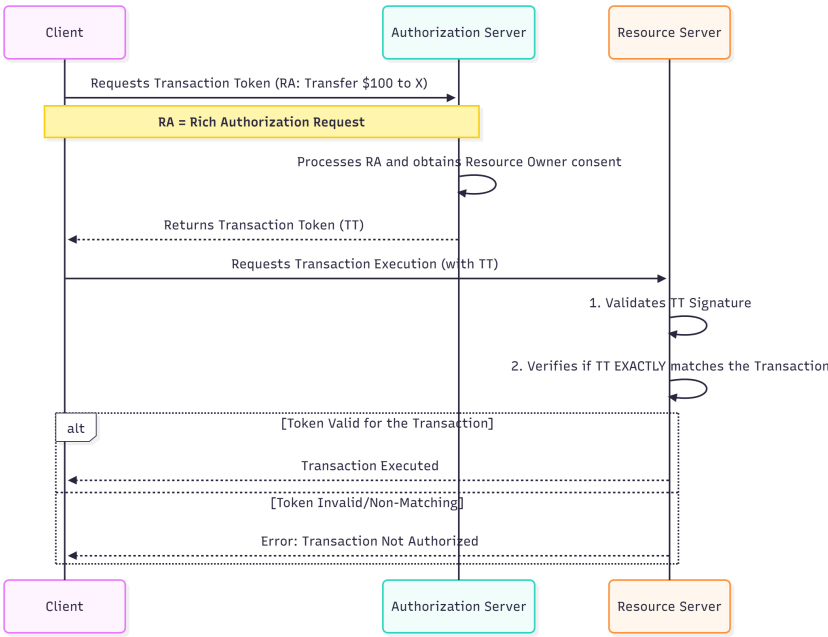 Client
Authorization Server
Resource Server
Requests Transaction Token (RA: Transfer $100 to X)
RA = Rich Authorization Request
Processes RA and obtains Resource Owner consent
Returns Transaction Token (TT)
Requests Transaction Execution (with TT)
1. Validates TT Signature
2. Verifies if TT EXACTLY matches the Transaction
alt
[Token Valid for the Transaction]
Transaction Executed
[Token Invalid/Non-Matching]
Error: Transaction Not Authorized
Client
Authorization Server
Resource Server